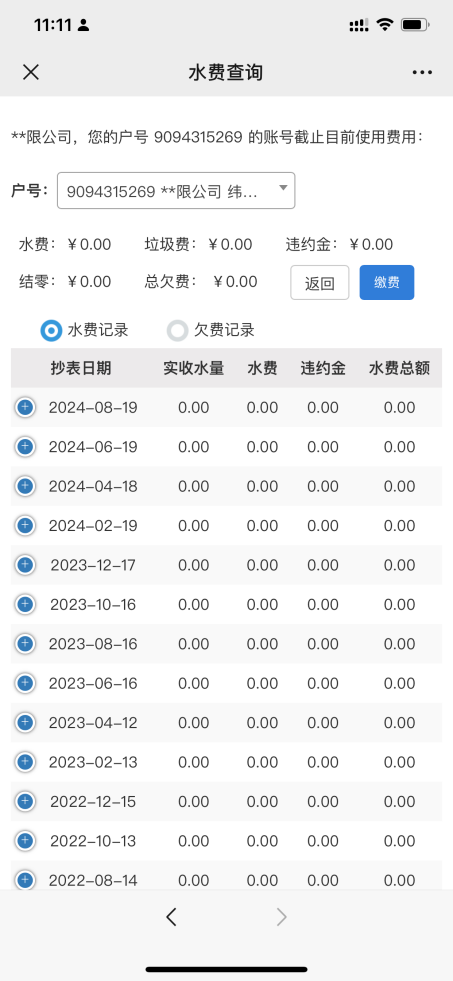 11:11
水费查询
**限公司，您的户号 9094315269 的账号截止目前使用费用：
户号： 9094315269 **限公司 纬...
水费：￥0.00 垃圾费：￥0.00 违约金：￥0.00
结零：￥0.00 总欠费：￥0.00 返回 缴费
水费记录 欠费记录
抄表日期 实收水量 水费 违约金 水费总额
2024-08-19 0.00 0.00 0.00 0.00
2024-06-19 0.00 0.00 0.00 0.00
2024-04-18 0.00 0.00 0.00 0.00
2024-02-19 0.00 0.00 0.00 0.00
2023-12-17 0.00 0.00 0.00 0.00
2023-10-16 0.00 0.00 0.00 0.00
2023-08-16 0.00 0.00 0.00 0.00
2023-06-16 0.00 0.00 0.00 0.00
2023-04-12 0.00 0.00 0.00 0.00
2023-02-13 0.00 0.00 0.00 0.00
2022-12-15 0.00 0.00 0.00 0.00
2022-10-13 0.00 0.00 0.00 0.00
2022-08-14 0.00 0.00 0.00 0.00